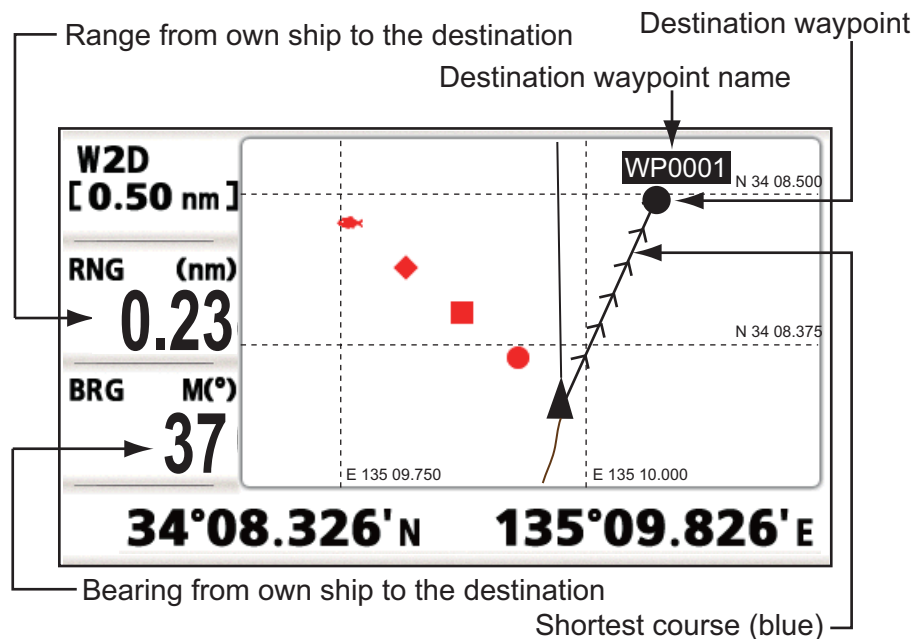 Range from own ship to the destination
Destination waypoint
Destination waypoint name
W2D
[0.50 nm]
WP0001
N 34 08.500
RNG (nm)
0.23
N 34 08.375
BRG M(°)
37
E 135 09.750
E 135 10.000
34°08.326'N 135°09.826'E
Bearing from own ship to the destination
Shortest course (blue)